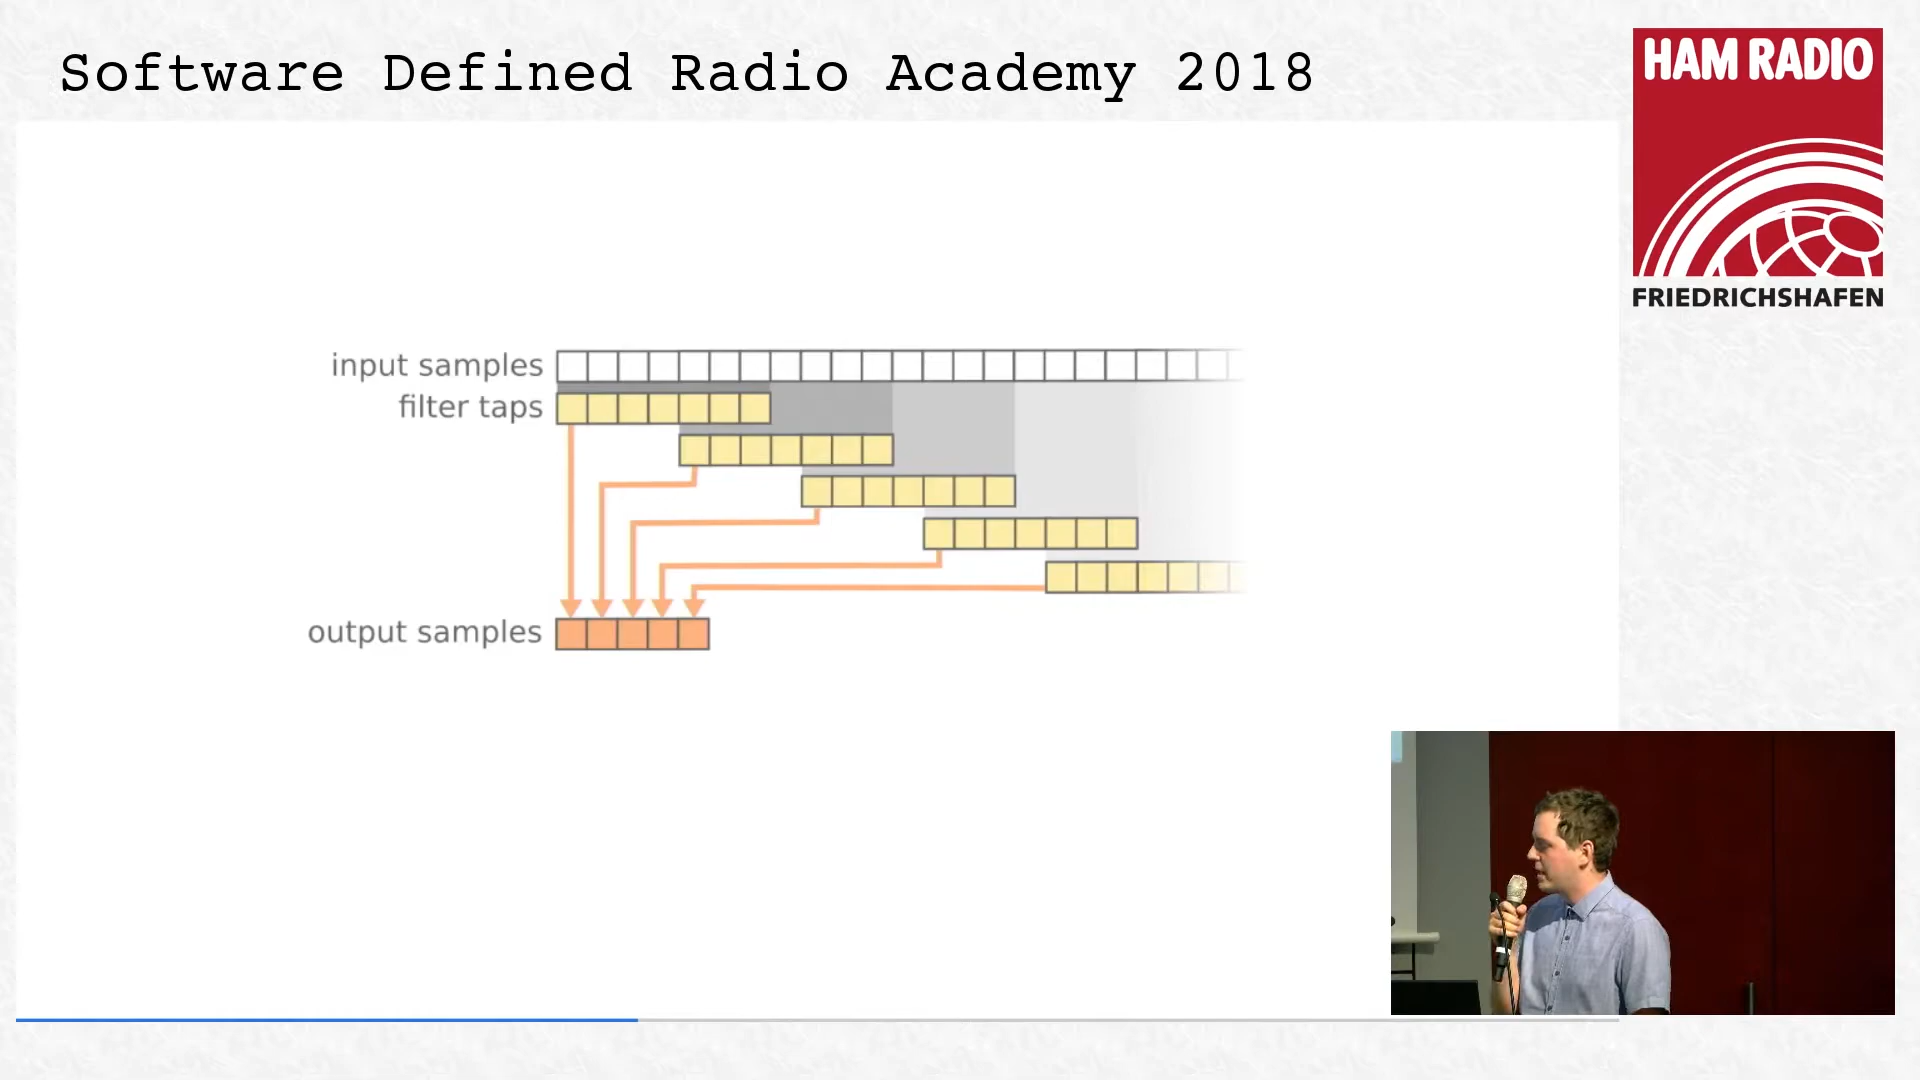 Software Defined Radio Academy 2018
HAM RADIO
FRIEDRICHSHAFEN
input samples
filter taps
output samples